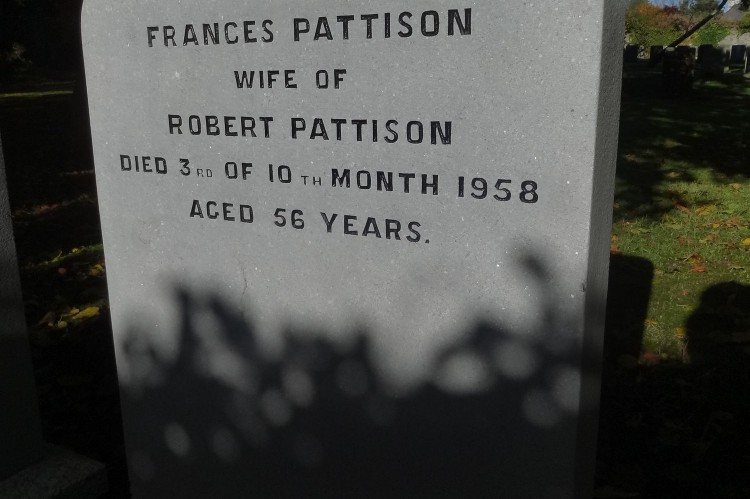 FRANCES PATTISON
WIFE OF
ROBERT PATTISON
DIED 3RD OF 10TH MONTH 1958
AGED 56 YEARS.